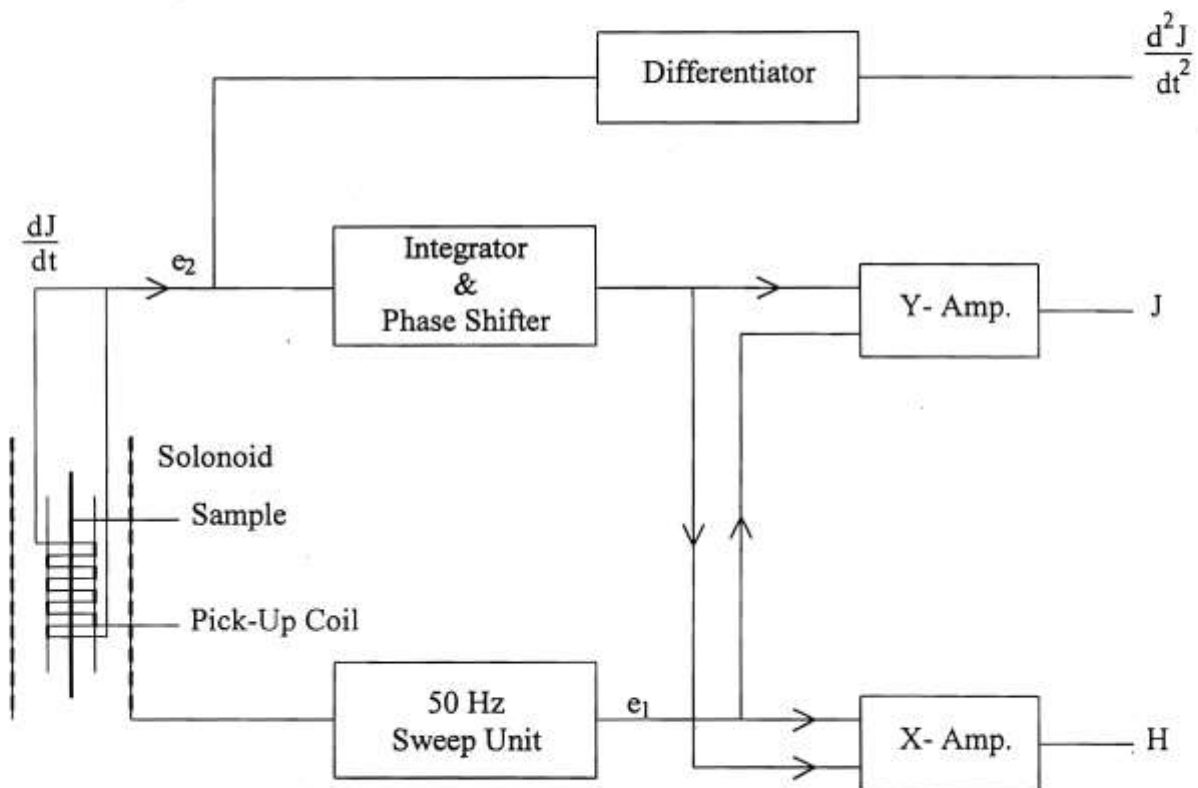 Differentiator
d²J
dt²
dJ
dt
e₂
Integrator
&
Phase Shifter
Y- Amp.
J
Solonoid
Sample
Pick-Up Coil
50 Hz
Sweep Unit
e₁
X- Amp.
H